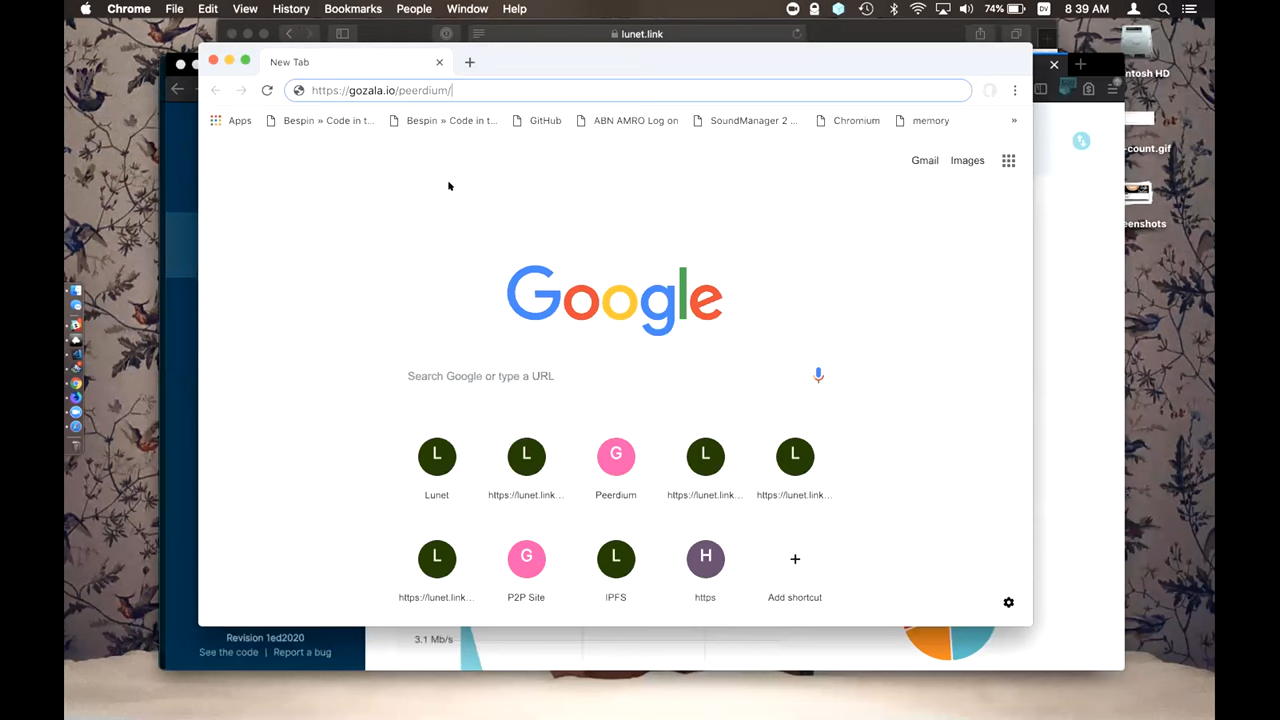 Chrome File Edit View History Bookmarks People Window Help 74% DV 8:39 AM
lunet.link
New Tab
https://gozala.io/peerdium/
Apps Bespin » Code in t... Bespin » Code in t... GitHub ABN AMRO Log on SoundManager 2 ... Chromium memory »
Gmail Images
Google
Search Google or type a URL
L L G L L
Lunet https://lunet.link... Peerdium https://lunet.link... https://lunet.link...
L G L H
https://lunet.link... P2P Site IPFS https Add shortcut
Revision 1ed2020
See the code | Report a bug
3.1 Mb/s
ntosh HD
-count.gif
eenshots